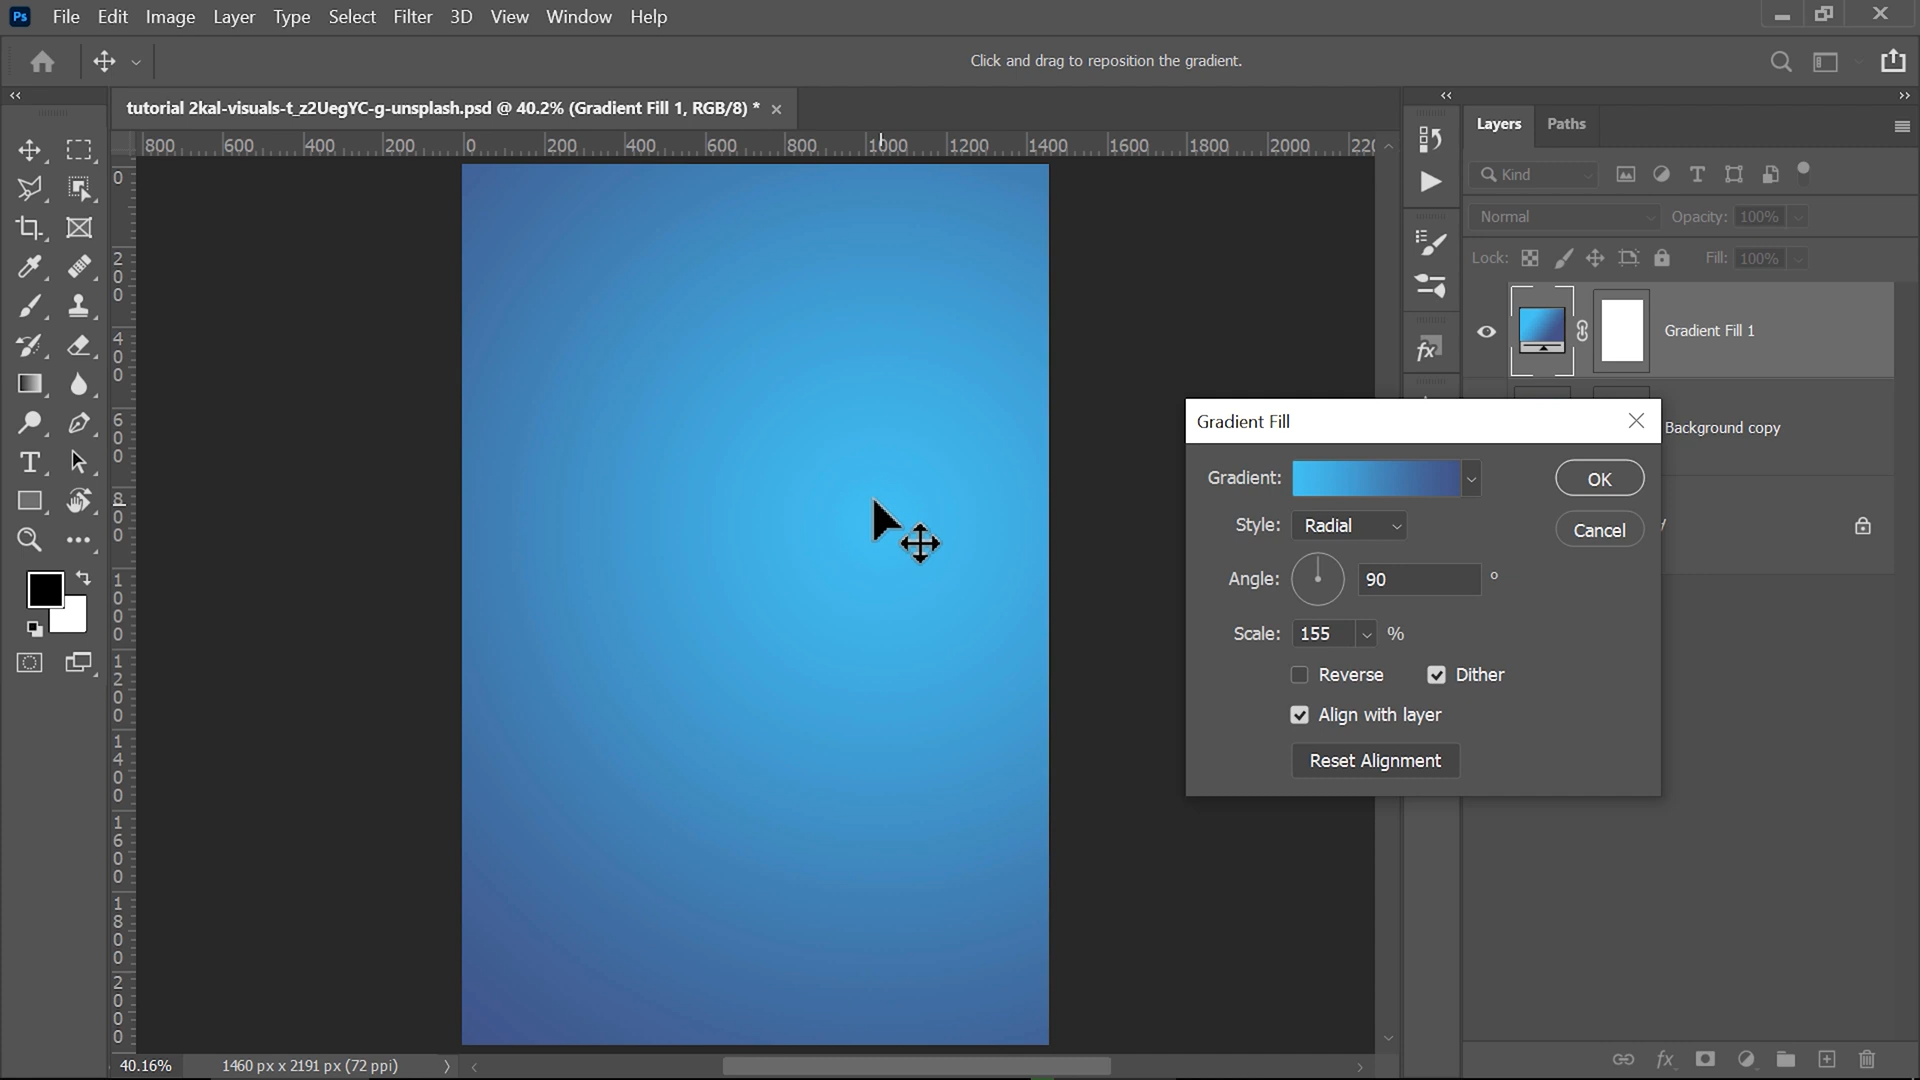 Ps File Edit Image Layer Type Select Filter 3D View Window Help
Click and drag to reposition the gradient.
tutorial 2kal-visuals-t_z2UegYC-g-unsplash.psd @ 40.2% (Gradient Fill 1, RGB/8) *
800 600 400 200 0 200 400 600 800 1000 1200 1400 1600 1800 2000 220
0
200
400
600
800
1000
1200
1400
1600
1800
2000
Layers Paths
Kind
Normal Opacity: 100%
Lock: Fill: 100%
Gradient Fill 1
Background copy
Gradient Fill
Gradient: OK
Style: Radial Cancel
Angle: 90 °
Scale: 155 %
Reverse Dither
Align with layer
Reset Alignment
fx
T
40.16% 1460 px x 2191 px (72 ppi)
fx